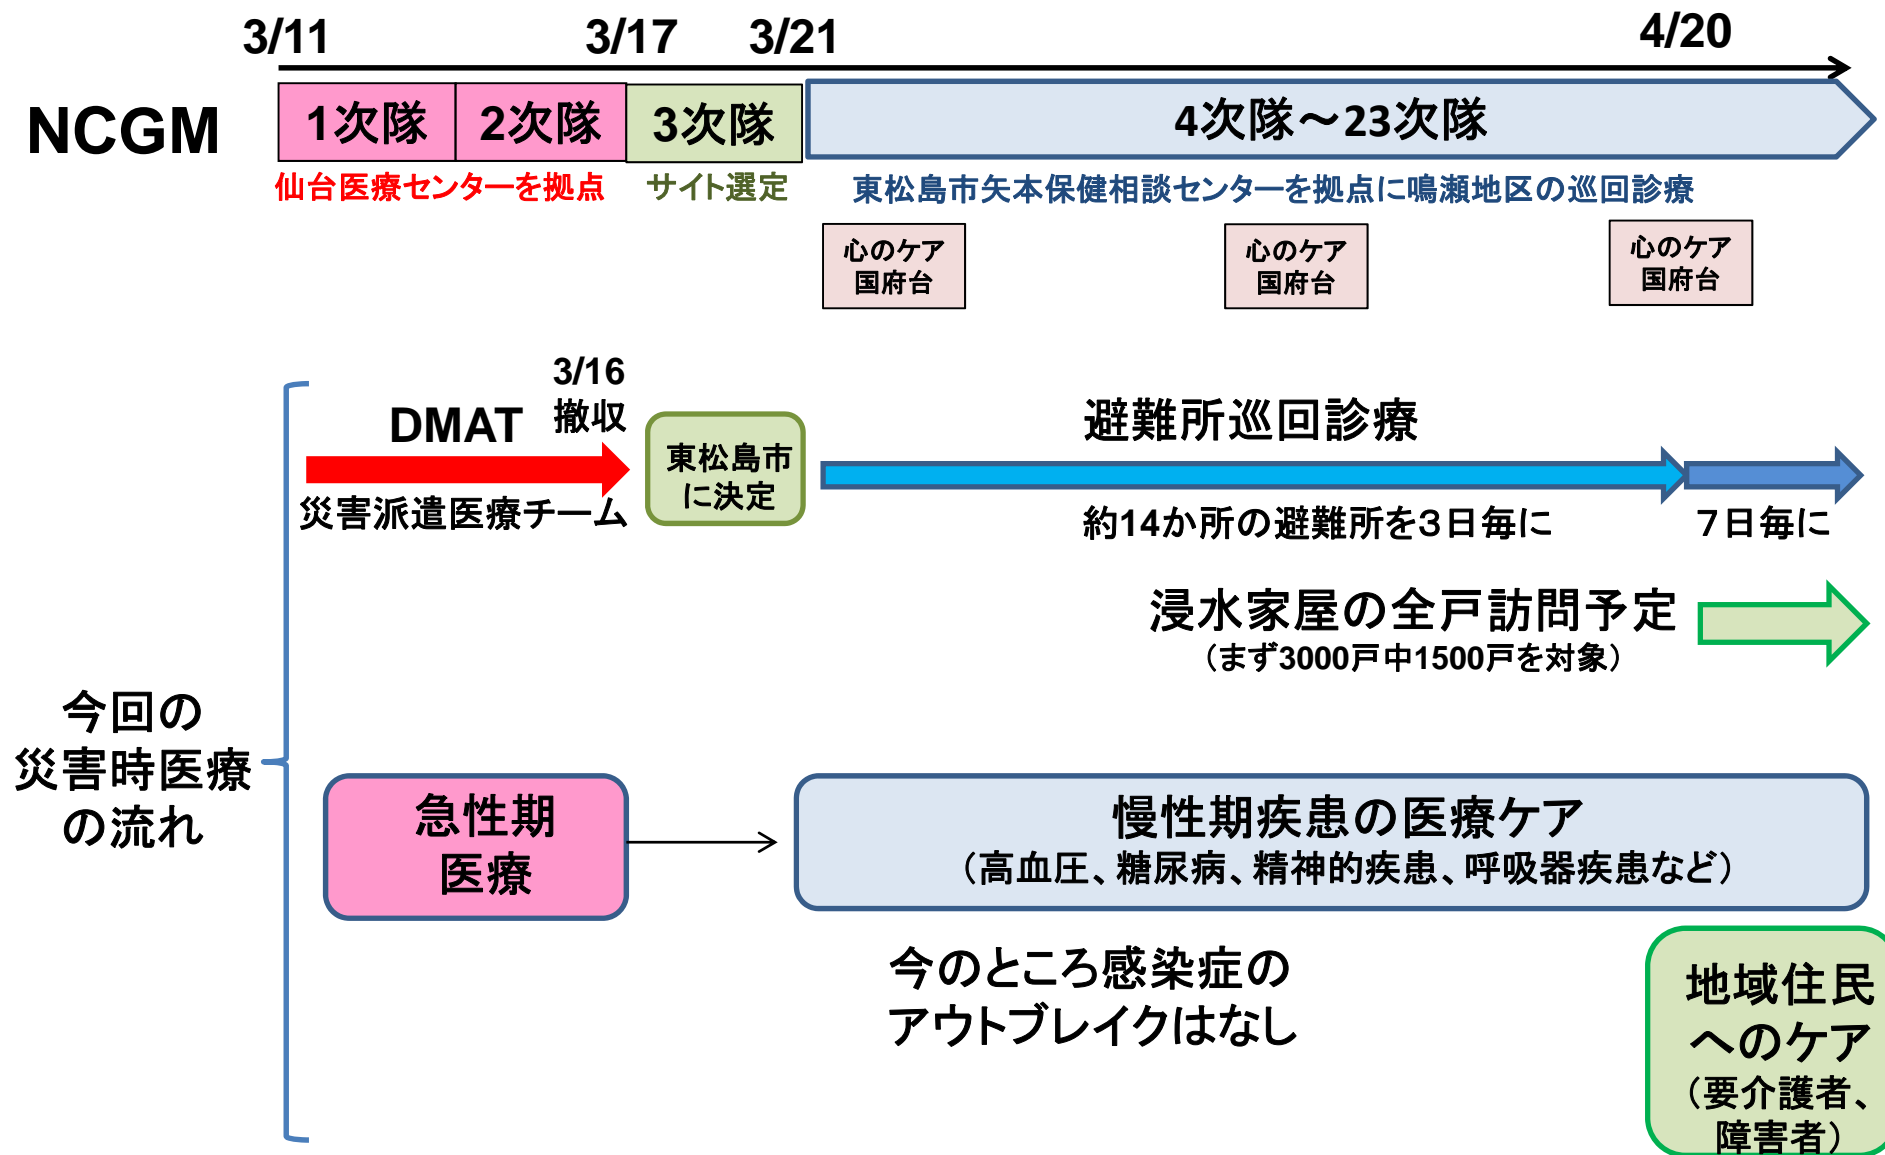 3/11
3/17
3/21
4/20
NCGM
1次隊
2次隊
3次隊
4次隊～23次隊
仙台医療センターを拠点
サイト選定
東松島市矢本保健相談センターを拠点に鳴瀬地区の巡回診療
心のケア
国府台
心のケア
国府台
心のケア
国府台
3/16
撤収
DMAT
災害派遣医療チーム
東松島市
に決定
避難所巡回診療
約14か所の避難所を３日毎に
７日毎に
浸水家屋の全戸訪問予定
（まず3000戸中1500戸を対象）
今回の
災害時医療
の流れ
急性期
医療
慢性期疾患の医療ケア
（高血圧、糖尿病、精神的疾患、呼吸器疾患など）
今のところ感染症の
アウトブレイクはなし
地域住民
へのケア
（要介護者、
障害者）